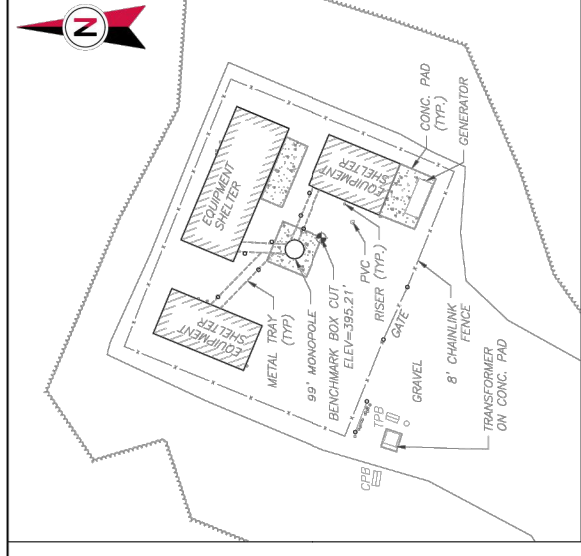 N
EQUIPMENT
SHELTER
EQUIPMENT
SHELTER
EQUIPMENT
SHELTER
CONC. PAD
(TYP.)
GENERATOR
METAL TRAY
(TYP)
99' MONOPOLE
BENCHMARK BOX CUT
ELEV=395.21'
PVC
RISER (TYP.)
GATE
GRAVEL
8' CHAINLINK
FENCE
TRANSFORMER
ON CONC. PAD
TPB
CPB